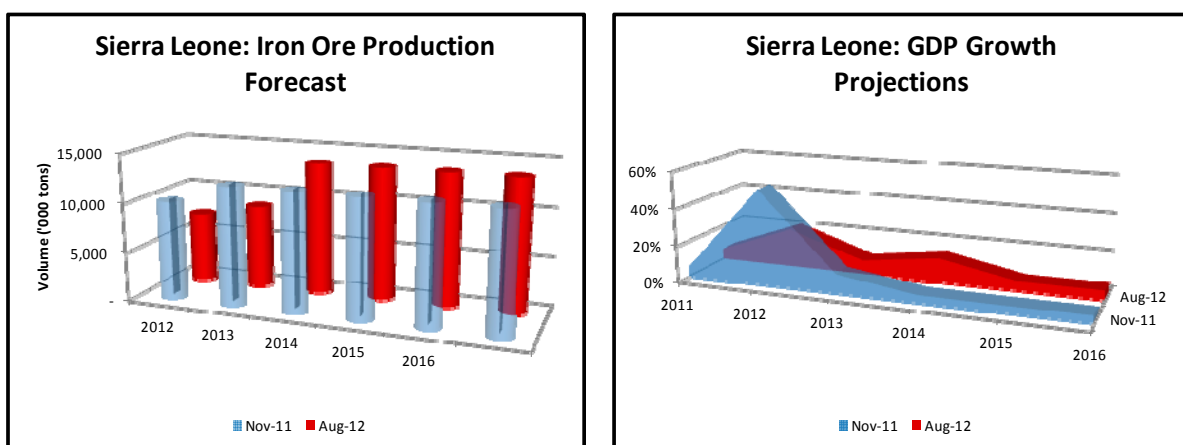 Sierra Leone: Iron Ore Production
Forecast
Volume ('000 tons)
15,000
10,000
5,000
-
2012
2013
2014
2015
2016
Nov-11
Aug-12
Sierra Leone: GDP Growth
Projections
60%
40%
20%
0%
2011
2012
2013
2014
2015
2016
Aug-12
Nov-11
Nov-11
Aug-12